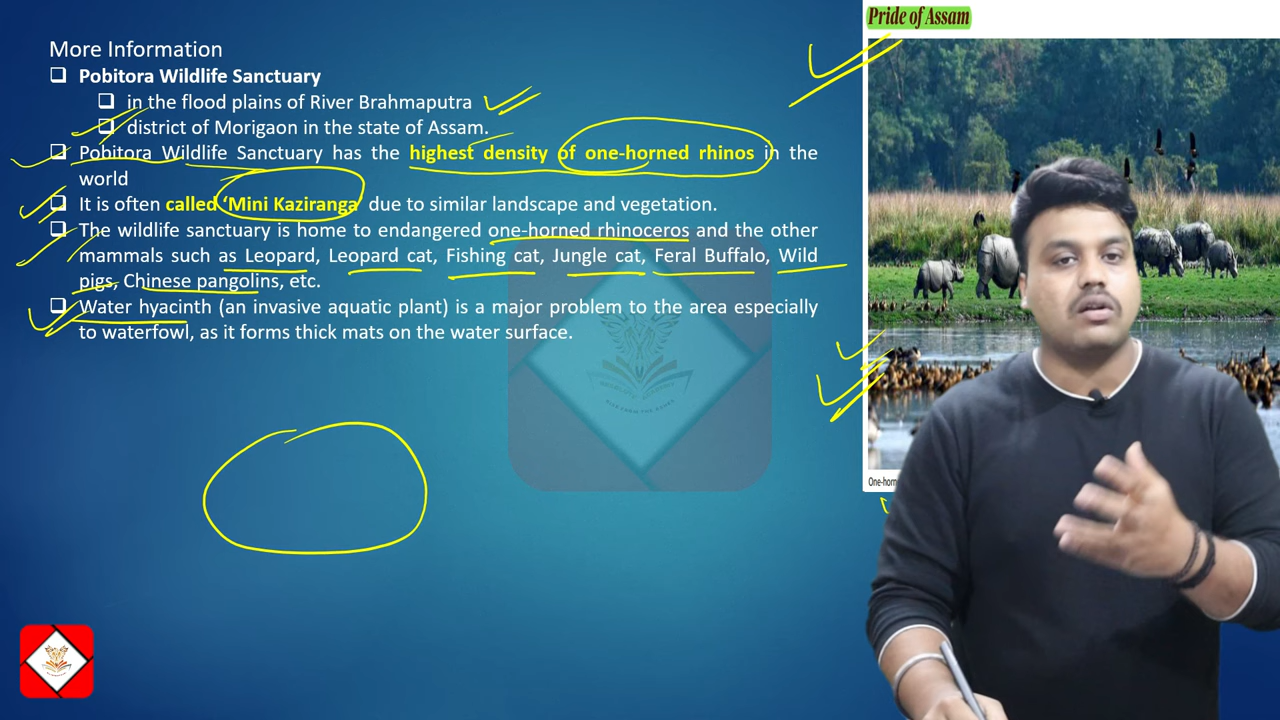 Pride of Assam
More Information
❑ Pobitora Wildlife Sanctuary
❑ in the flood plains of River Brahmaputra
❑ district of Morigaon in the state of Assam.
❑ Pobitora Wildlife Sanctuary has the highest density of one-horned rhinos in the
world
❑ It is often called ‘Mini Kaziranga’ due to similar landscape and vegetation.
❑ The wildlife sanctuary is home to endangered one-horned rhinoceros and the other
mammals such as Leopard, Leopard cat, Fishing cat, Jungle cat, Feral Buffalo, Wild
pigs, Chinese pangolins, etc.
❑ Water hyacinth (an invasive aquatic plant) is a major problem to the area especially
to waterfowl, as it forms thick mats on the water surface.